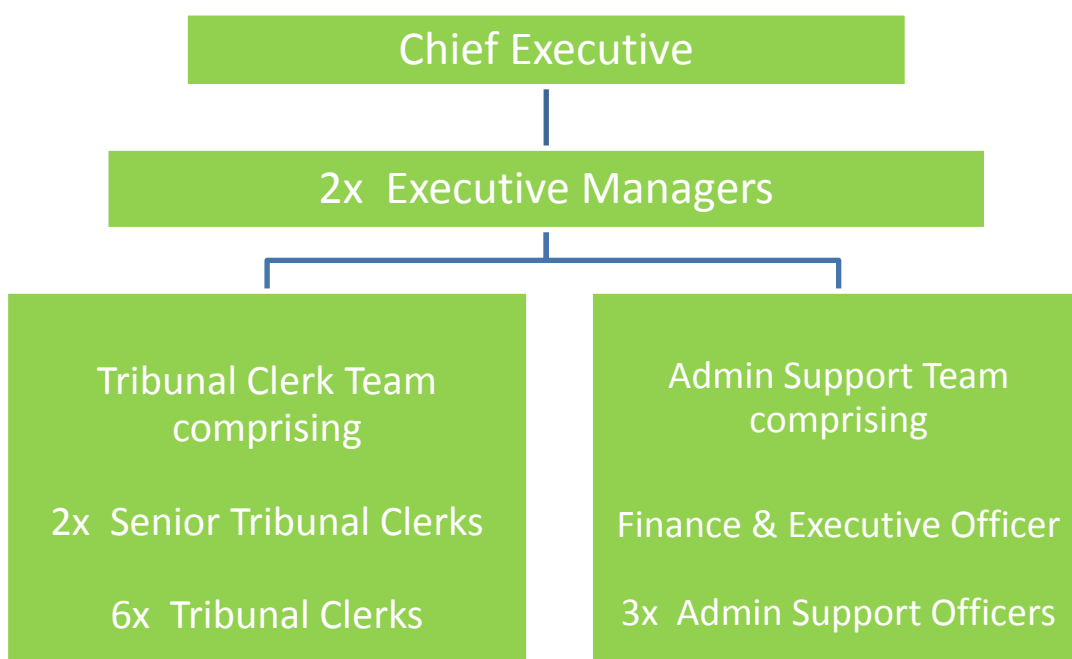 Chief Executive
2x Executive Managers
Tribunal Clerk Team
comprising
2x Senior Tribunal Clerks
6x Tribunal Clerks
Admin Support Team
comprising
Finance & Executive Officer
3x Admin Support Officers